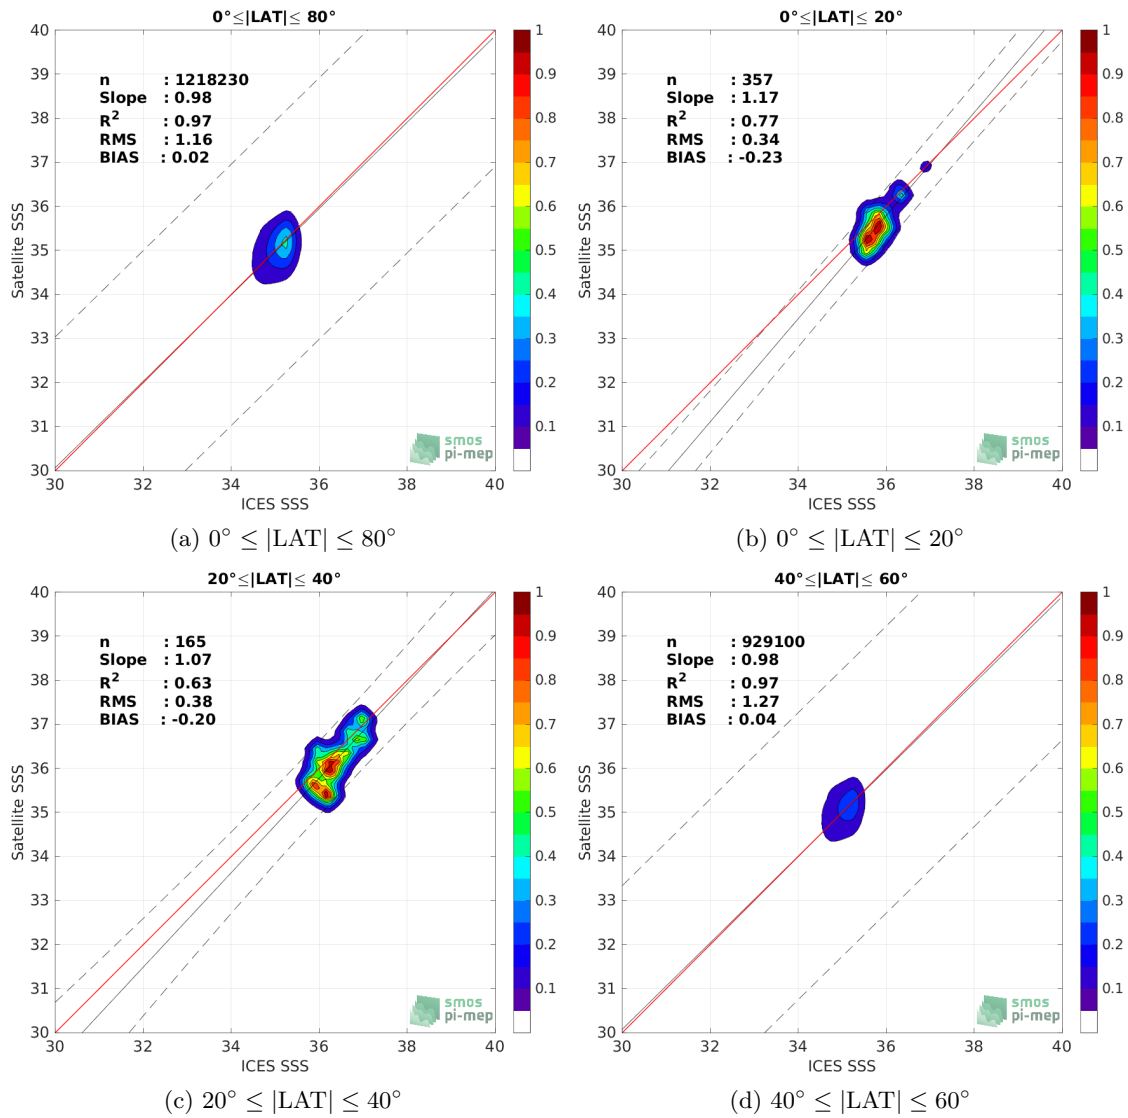 0°≤|LAT|≤ 80°
40
39
38
37
36
35
34
33
32
31
30
Satellite SSS
n : 1218230
Slope : 0.98
R² : 0.97
RMS : 1.16
BIAS : 0.02
smos
pi-mep
30 32 34 36 38 40
ICES SSS
1
0.9
0.8
0.7
0.6
0.5
0.4
0.3
0.2
0.1
(a) 0° ≤ |LAT| ≤ 80°
0°≤|LAT|≤ 20°
40
39
38
37
36
35
34
33
32
31
30
Satellite SSS
n : 357
Slope : 1.17
R² : 0.77
RMS : 0.34
BIAS : -0.23
smos
pi-mep
30 32 34 36 38 40
ICES SSS
1
0.9
0.8
0.7
0.6
0.5
0.4
0.3
0.2
0.1
(b) 0° ≤ |LAT| ≤ 20°
20°≤|LAT|≤ 40°
40
39
38
37
36
35
34
33
32
31
30
Satellite SSS
n : 165
Slope : 1.07
R² : 0.63
RMS : 0.38
BIAS : -0.20
smos
pi-mep
30 32 34 36 38 40
ICES SSS
1
0.9
0.8
0.7
0.6
0.5
0.4
0.3
0.2
0.1
(c) 20° ≤ |LAT| ≤ 40°
40°≤|LAT|≤ 60°
40
39
38
37
36
35
34
33
32
31
30
Satellite SSS
n : 929100
Slope : 0.98
R² : 0.97
RMS : 1.27
BIAS : 0.04
smos
pi-mep
30 32 34 36 38 40
ICES SSS
1
0.9
0.8
0.7
0.6
0.5
0.4
0.3
0.2
0.1
(d) 40° ≤ |LAT| ≤ 60°